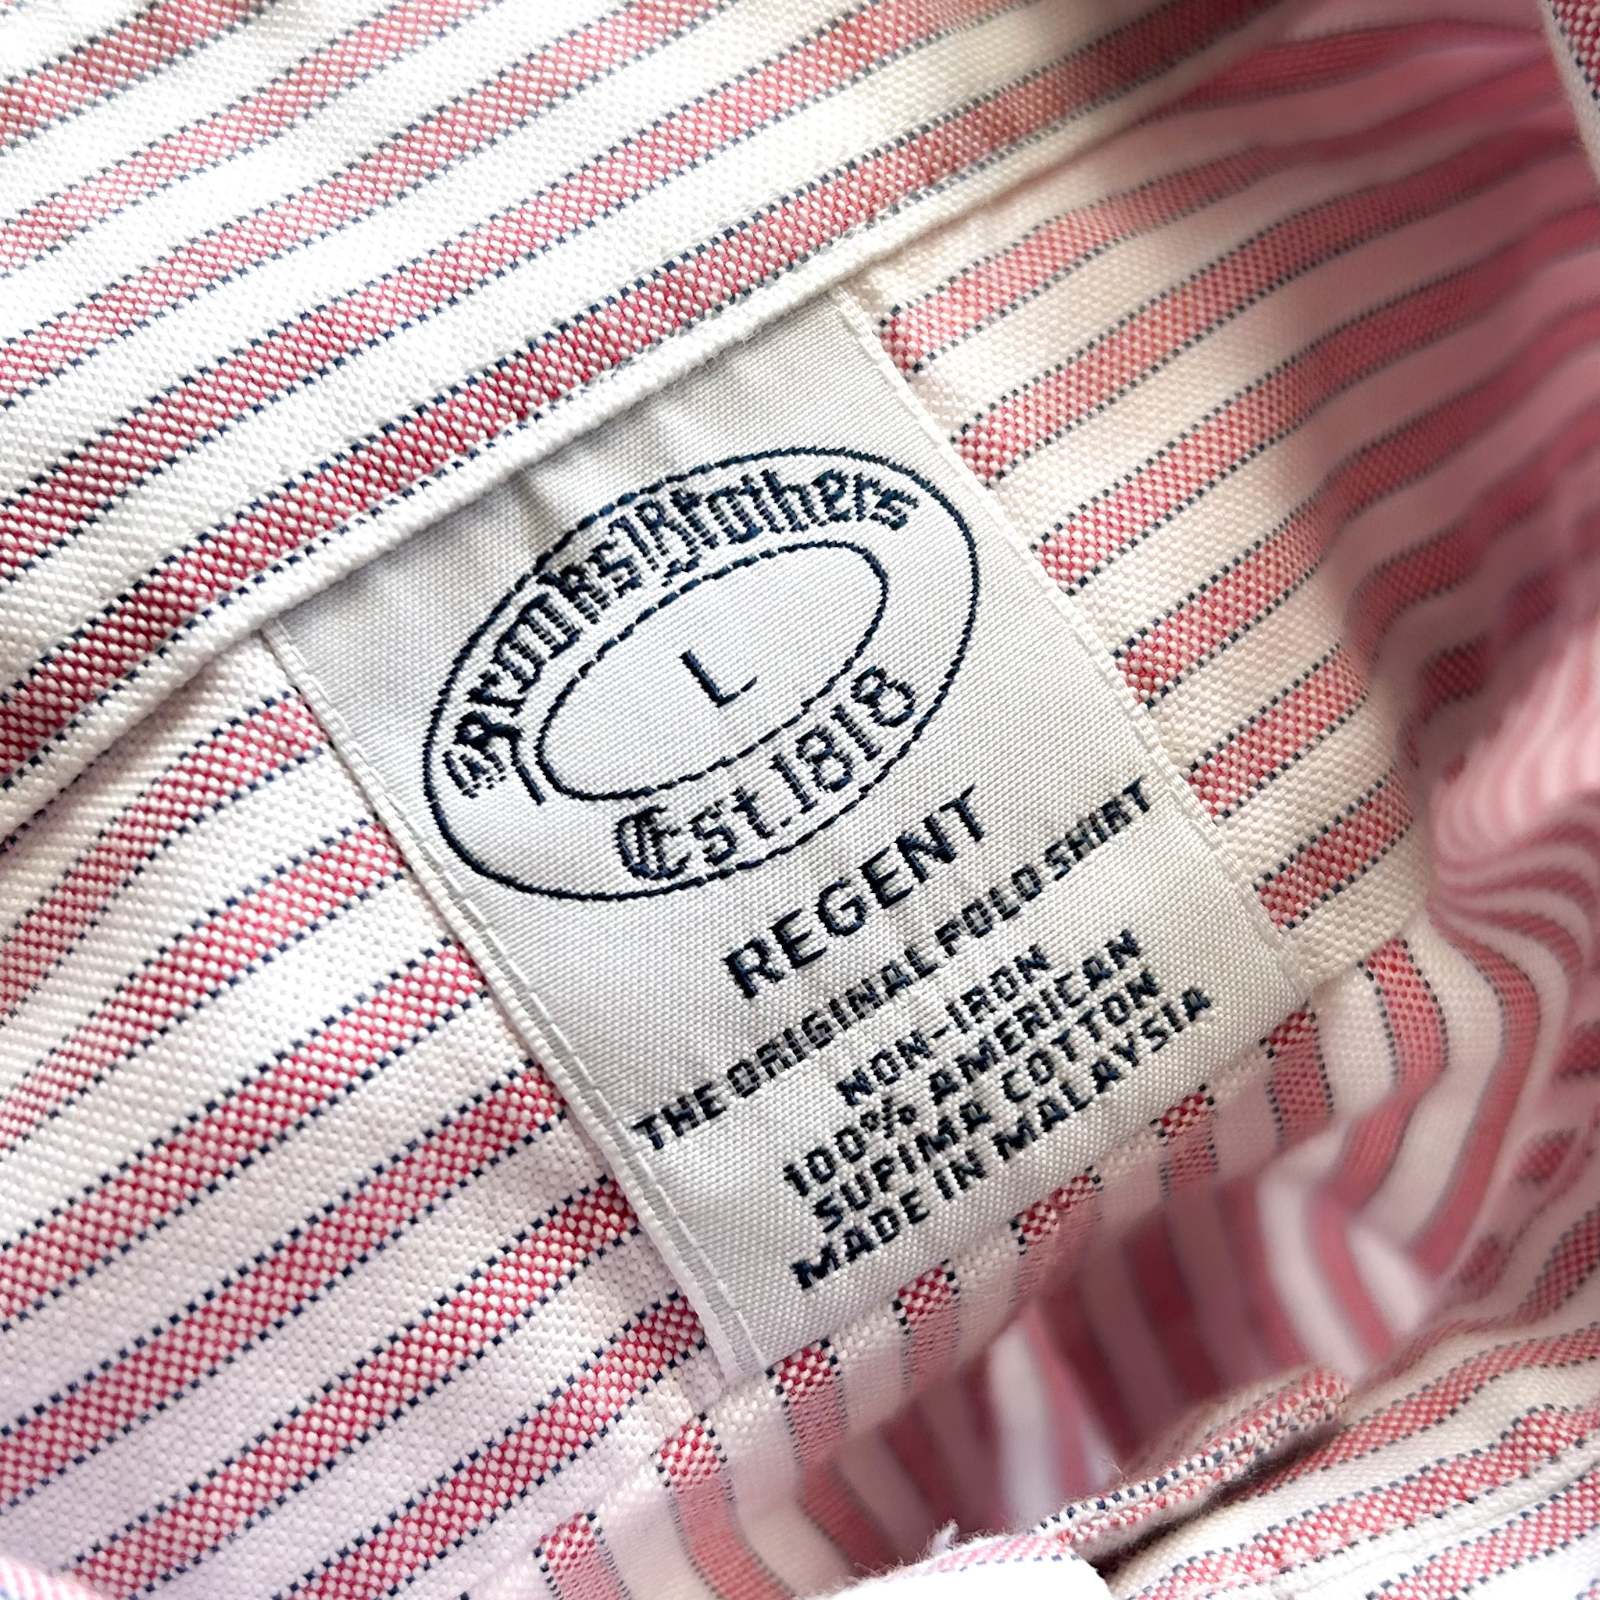 Brooks Brothers
L
Est. 1818
REGENT
THE ORIGINAL POLO SHIRT
NON-IRON
100% AMERICAN
SUPIMA COTTON
MADE IN MALAYSIA